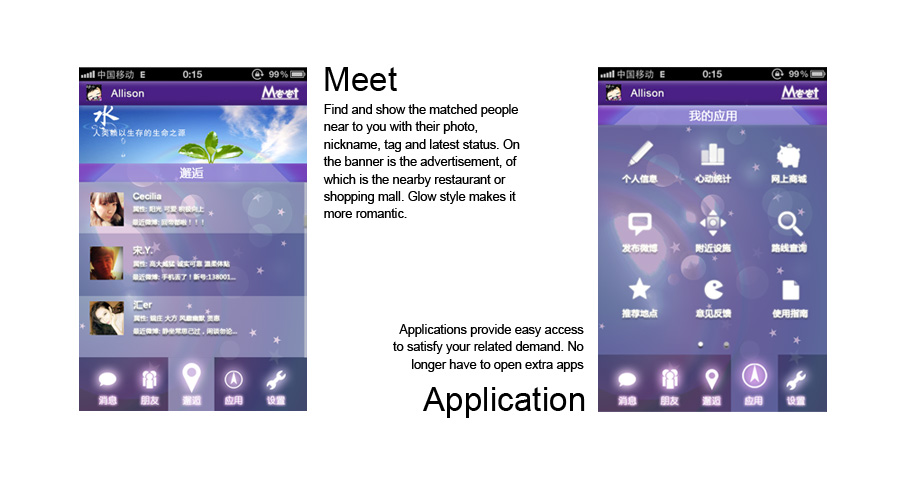 中国移动 E 0:15 99%
Allison Meet
水
人类赖以生存的生命之源
邂逅
Cecilia
属性: 阳光 可爱 积极向上
最近微博: 回帝都啦！！！
宋.Y.
属性: 高大威猛 诚实可靠 温柔体贴
最近微博: 手机丢了！新号:138001...
汇er
属性: 端庄 大方 风趣幽默 贤惠
最近微博: 静坐常思己过，闲谈勿论...
消息 朋友 邂逅 应用 设置
Meet
Find and show the matched people
near to you with their photo,
nickname, tag and latest status. On
the banner is the advertisement, of
which is the nearby restaurant or
shopping mall. Glow style makes it
more romantic.
Applications provide easy access
to satisfy your related demand. No
longer have to open extra apps
Application
中国移动 E 0:15 99%
Allison Meet
我的应用
个人信息 心动统计 网上商城
发布微博 附近设施 路线查询
推荐地点 意见反馈 使用指南
消息 朋友 邂逅 应用 设置